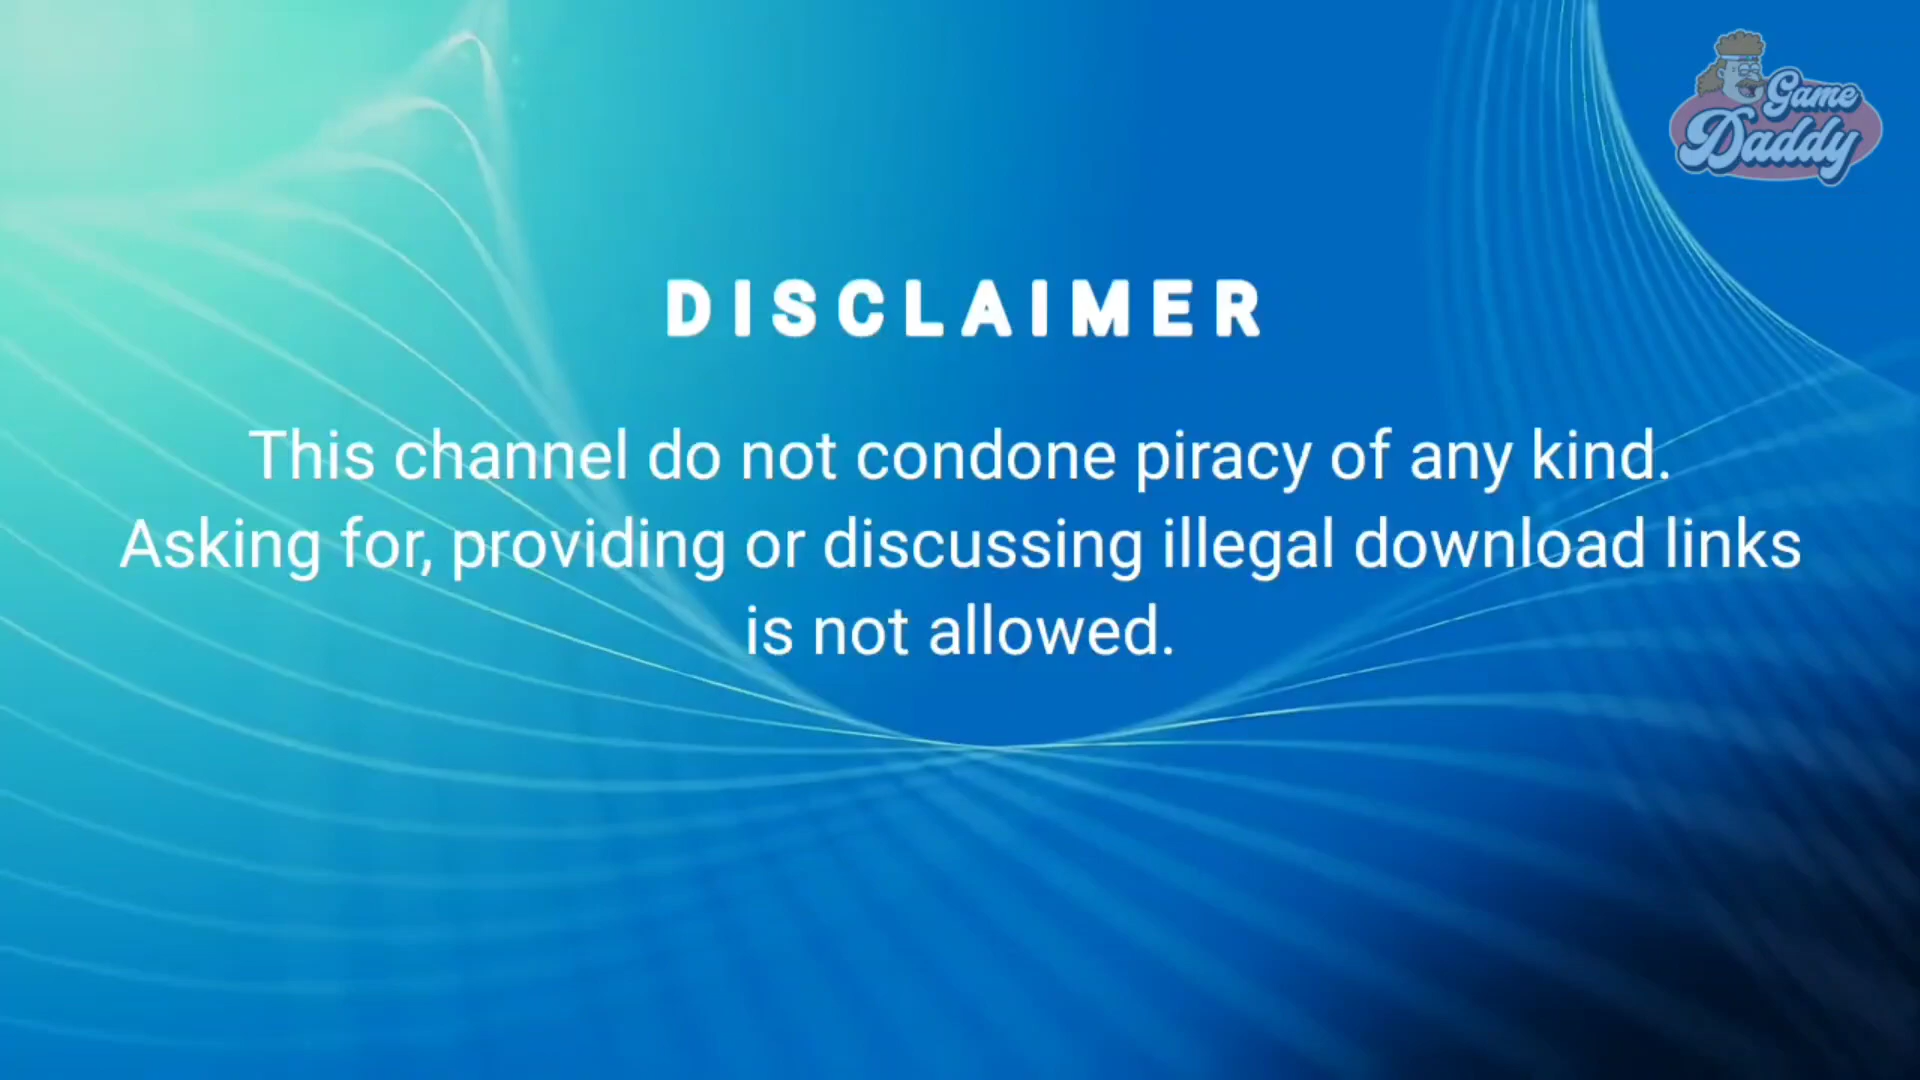 Game
Daddy
DISCLAIMER
This channel do not condone piracy of any kind.
Asking for, providing or discussing illegal download links
is not allowed.